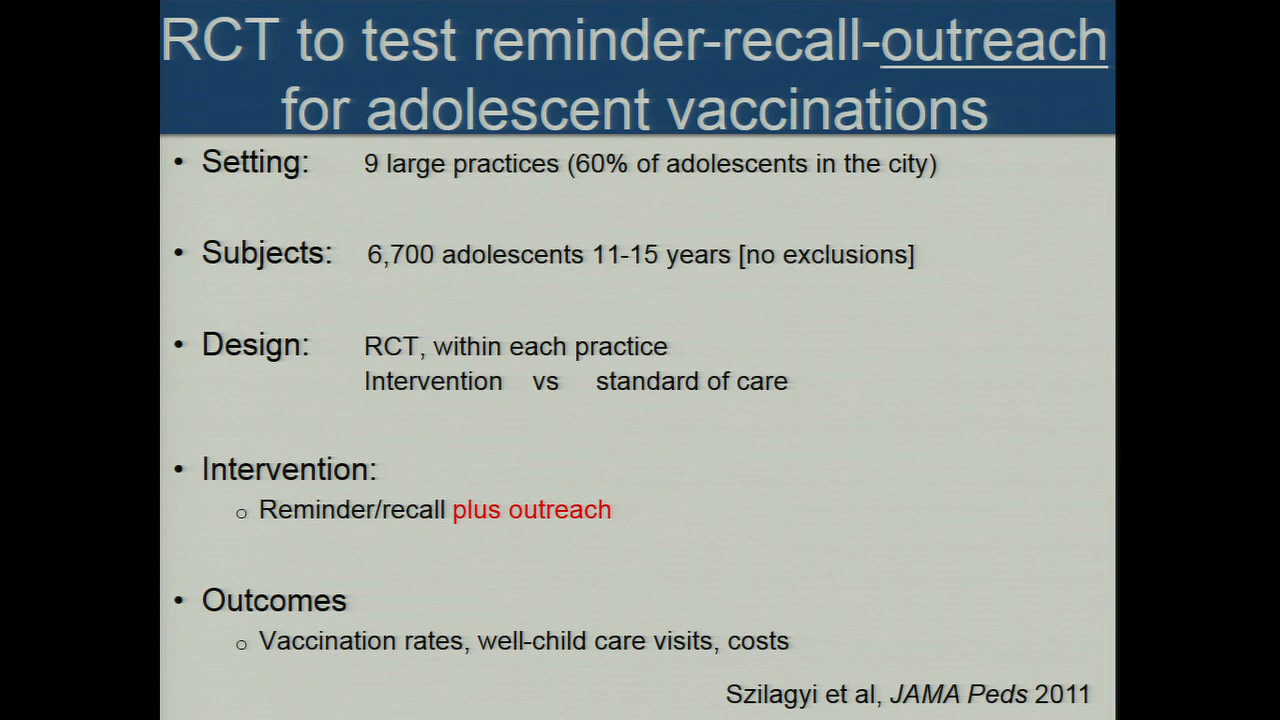 RCT to test reminder-recall-outreach
for adolescent vaccinations
• Setting: 9 large practices (60% of adolescents in the city)
• Subjects: 6,700 adolescents 11-15 years [no exclusions]
• Design: RCT, within each practice
Intervention vs standard of care
• Intervention:
o Reminder/recall plus outreach
• Outcomes
o Vaccination rates, well-child care visits, costs
Szilagyi et al, JAMA Peds 2011